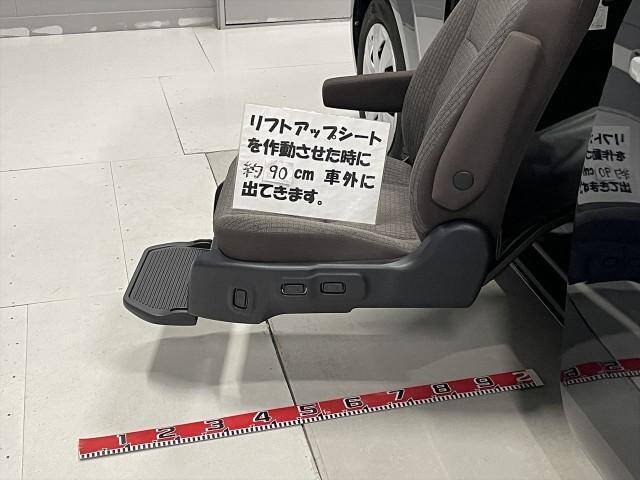 リフトアップシート
を作動させた時に
約90cm 車外に
出てきます。
1 2 3 4 5 6 7 8 9 2